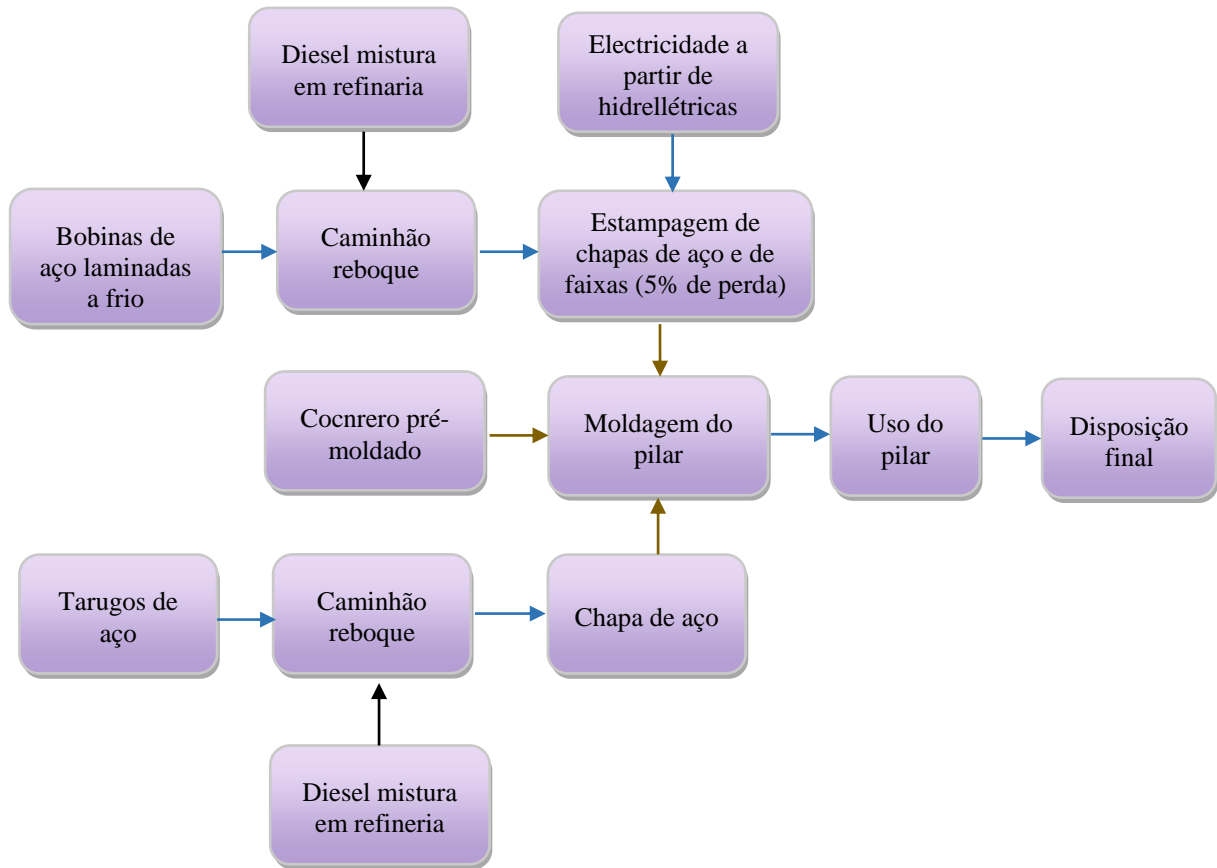 Diesel mistura
em refinaria
Electricidade a
partir de
hidrellétricas
Bobinas de
aço laminadas
a frio
Caminhão
reboque
Estampagem de
chapas de aço e de
faixas (5% de perda)
Cocnrero pré-
moldado
Moldagem do
pilar
Uso do
pilar
Disposição
final
Tarugos de
aço
Caminhão
reboque
Chapa de aço
Diesel mistura
em refineria